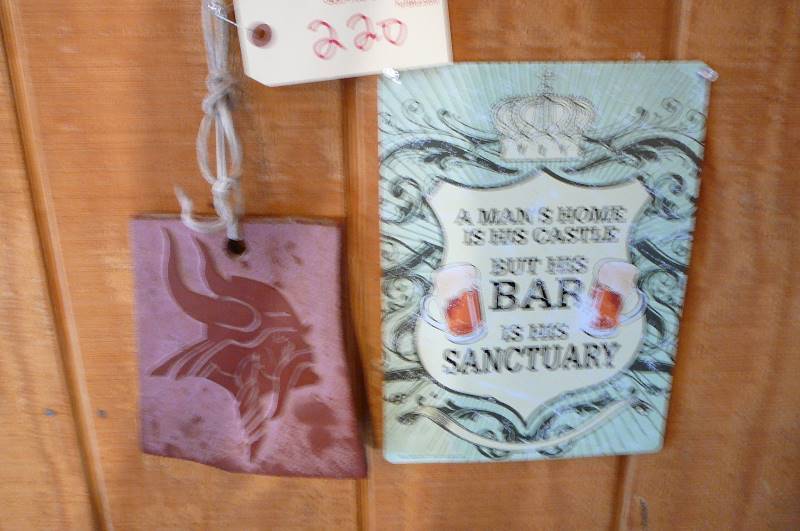 220
A MAN'S HOME
IS HIS CASTLE
BUT HIS
BAR
IS HIS
SANCTUARY